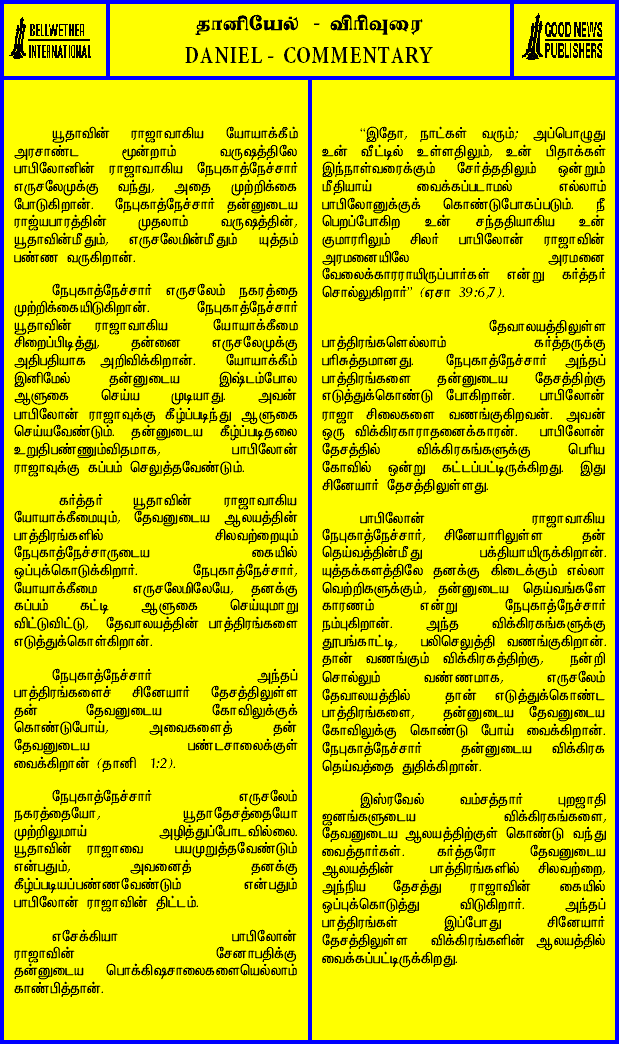 BELLWETHER
INTERNATIONAL
தானியேல் - விரிவுரை
DANIEL - COMMENTARY
GOOD NEWS
PUBLISHERS
யூதாவின் ராஜாவாகிய யோயாக்கீம்
அரசாண்ட மூன்றாம் வருஷத்திலே
பாபிலோனின் ராஜாவாகிய நேபுகாத்நேச்சார்
எருசலேமுக்கு வந்து, அதை முற்றிக்கை
போடுகிறான். நேபுகாத்நேச்சார் தன்னுடைய
ராஜ்யபாரத்தின் முதலாம் வருஷத்தின்,
யூதாவின்மீதும், எருசலேமின்மீதும் யுத்தம்
பண்ண வருகிறான்.
நேபுகாத்நேச்சார் எருசலேம் நகரத்தை
முற்றிக்கையிடுகிறான். நேபுகாத்நேச்சார்
யூதாவின் ராஜாவாகிய யோயாக்கீமை
சிறைப்பிடித்து, தன்னை எருசலேமுக்கு
அதிபதியாக அறிவிக்கிறான். யோயாக்கீம்
இனிமேல் தன்னுடைய இஷ்டம்போல
ஆளுகை செய்ய முடியாது. அவன்
பாபிலோன் ராஜாவுக்கு கீழ்ப்படிந்து ஆளுகை
செய்யவேண்டும். தன்னுடைய கீழ்ப்படிதலை
உறுதிபண்ணும்விதமாக, பாபிலோன்
ராஜாவுக்கு கப்பம் செலுத்தவேண்டும்.
கர்த்தர் யூதாவின் ராஜாவாகிய
யோயாக்கீமையும், தேவனுடைய ஆலயத்தின்
பாத்திரங்களில் சிலவற்றையும்
நேபுகாத்நேச்சாருடைய கையில்
ஒப்புக்கொடுக்கிறார். நேபுகாத்நேச்சார்,
யோயாக்கீமை எருசலேமிலேயே, தனக்கு
கப்பம் கட்டி ஆளுகை செய்யுமாறு
விட்டுவிட்டு, தேவாலயத்தின் பாத்திரங்களை
எடுத்துக்கொள்கிறான்.
நேபுகாத்நேச்சார் அந்தப்
பாத்திரங்களைச் சினேயார் தேசத்திலுள்ள
தன் தேவனுடைய கோவிலுக்குக்
கொண்டுபோய், அவைகளைத் தன்
தேவனுடைய பண்டசாலைக்குள்
வைக்கிறான் (தானி 1:2).
நேபுகாத்நேச்சார் எருசலேம்
நகரத்தையோ, யூதாதேசத்தையோ
முற்றிலுமாய் அழித்துப்போடவில்லை.
யூதாவின் ராஜாவை பயமுறுத்தவேண்டும்
என்பதும், அவனைத் தனக்கு
கீழ்ப்படியப்பண்ணவேண்டும் என்பதும்
பாபிலோன் ராஜாவின் திட்டம்.
எசேக்கியா பாபிலோன்
ராஜாவின் சேனாபதிக்கு
தன்னுடைய பொக்கிஷசாலைகளையெல்லாம்
காண்பித்தான்.
“இதோ, நாட்கள் வரும்; அப்பொழுது
உன் வீட்டில் உள்ளதிலும், உன் பிதாக்கள்
இந்நாள்வரைக்கும் சேர்த்ததிலும் ஒன்றும்
மீதியாய் வைக்கப்படாமல் எல்லாம்
பாபிலோனுக்குக் கொண்டுபோகப்படும். நீ
பெறப்போகிற உன் சந்ததியாகிய உன்
குமாரரிலும் சிலர் பாபிலோன் ராஜாவின்
அரமனையிலே அரமனை
வேலைக்காரராயிருப்பார்கள் என்று கர்த்தர்
சொல்லுகிறார்” (ஏசா 39:6,7).
தேவாலயத்திலுள்ள
பாத்திரங்களெல்லாம் கர்த்தருக்கு
பரிசுத்தமானது. நேபுகாத்நேச்சார் அந்தப்
பாத்திரங்களை தன்னுடைய தேசத்திற்கு
எடுத்துக்கொண்டு போகிறான். பாபிலோன்
ராஜா சிலைகளை வணங்குகிறவன். அவன்
ஒரு விக்கிரகாராதனைக்காரன். பாபிலோன்
தேசத்தில் விக்கிரகங்களுக்கு பெரிய
கோவில் ஒன்று கட்டப்பட்டிருக்கிறது. இது
சினேயார் தேசத்திலுள்ளது.
பாபிலோன் ராஜாவாகிய
நேபுகாத்நேச்சார், சினேயாரிலுள்ள தன்
தெய்வத்தின்மீது பக்தியாயிருக்கிறான்.
யுத்தக்களத்திலே தனக்கு கிடைக்கும் எல்லா
வெற்றிகளுக்கும், தன்னுடைய தெய்வங்களே
காரணம் என்று நேபுகாத்நேச்சார்
நம்புகிறான். அந்த விக்கிரகங்களுக்கு
தூபங்காட்டி, பலிசெலுத்தி வணங்குகிறான்.
தான் வணங்கும் விக்கிரகத்திற்கு, நன்றி
சொல்லும் வண்ணமாக, எருசலேம்
தேவாலயத்தில் தான் எடுத்துக்கொண்ட
பாத்திரங்களை, தன்னுடைய தேவனுடைய
கோவிலுக்கு கொண்டு போய் வைக்கிறான்.
நேபுகாத்நேச்சார் தன்னுடைய விக்கிரக
தெய்வத்தை துதிக்கிறான்.
இஸ்ரவேல் வம்சத்தார் புறஜாதி
ஜனங்களுடைய விக்கிரகங்களை,
தேவனுடைய ஆலயத்திற்குள் கொண்டு வந்து
வைத்தார்கள். கர்த்தரோ தேவனுடைய
ஆலயத்தின் பாத்திரங்களில் சிலவற்றை,
அந்நிய தேசத்து ராஜாவின் கையில்
ஒப்புக்கொடுத்து விடுகிறார். அந்தப்
பாத்திரங்கள் இப்போது சினேயார்
தேசத்திலுள்ள விக்கிரங்களின் ஆலயத்தில்
வைக்கப்பட்டிருக்கிறது.